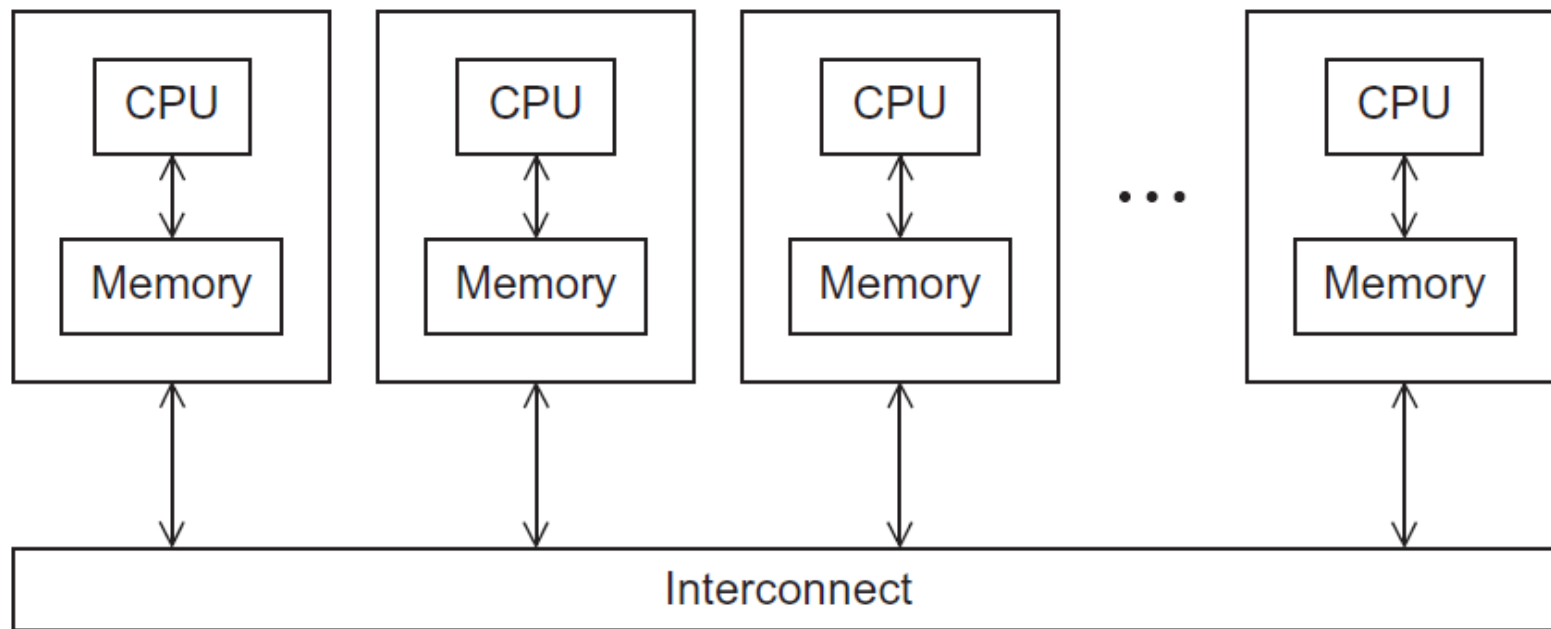 CPU CPU CPU CPU
...
Memory Memory Memory Memory
Interconnect